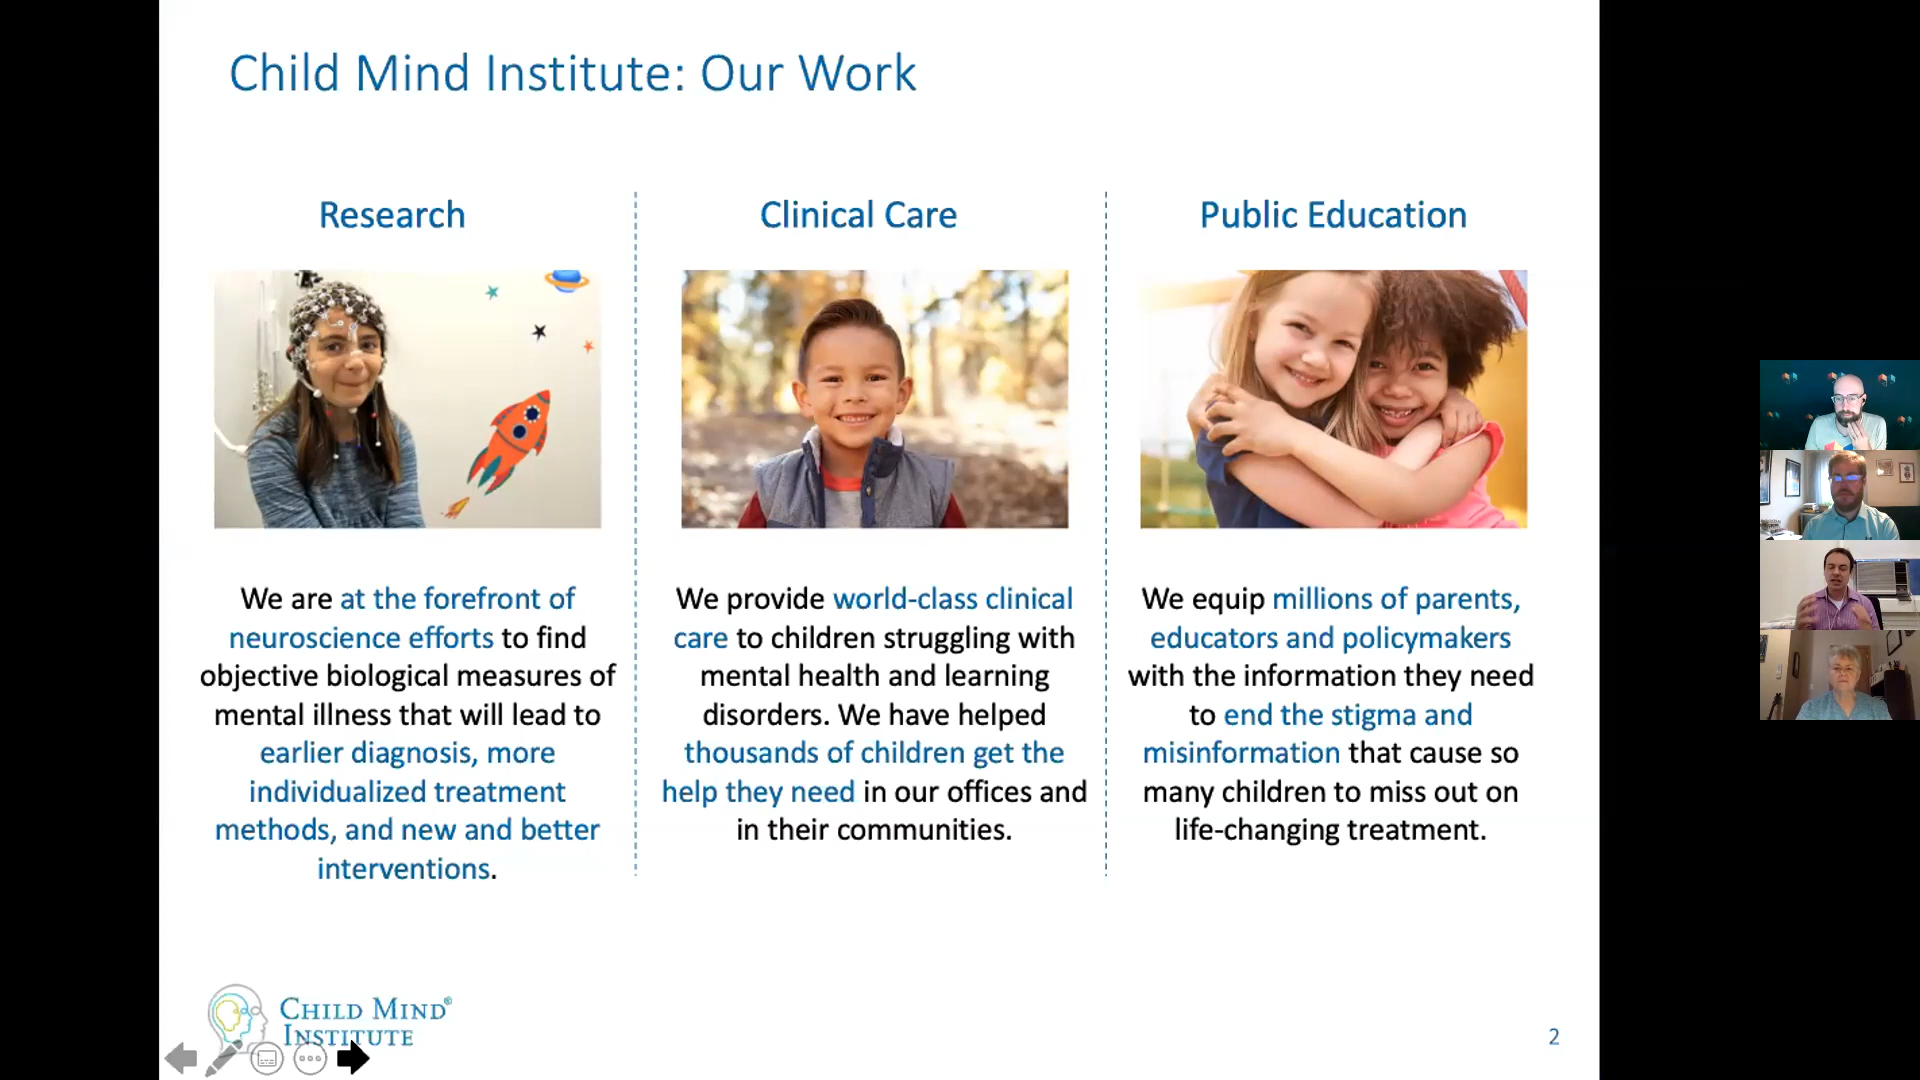 Child Mind Institute: Our Work
Research
We are at the forefront of
neuroscience efforts to find
objective biological measures of
mental illness that will lead to
earlier diagnosis, more
individualized treatment
methods, and new and better
interventions.
Clinical Care
We provide world-class clinical
care to children struggling with
mental health and learning
disorders. We have helped
thousands of children get the
help they need in our offices and
in their communities.
Public Education
We equip millions of parents,
educators and policymakers
with the information they need
to end the stigma and
misinformation that cause so
many children to miss out on
life-changing treatment.
CHILD MIND®
INSTITUTE
2